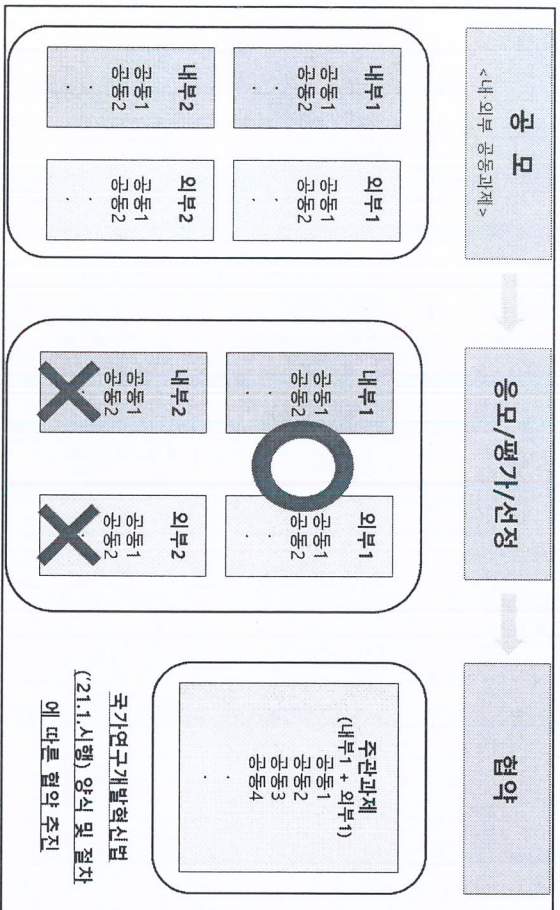 공 모
<내·외부 공동과제>
응모/평가/선정
협약
내부1
공동1
공동2
.
.
외부1
공동1
공동2
.
.
내부2
공동1
공동2
.
.
외부2
공동1
공동2
.
.
내부1
공동1
공동2
.
.
외부1
공동1
공동2
.
.
내부2
공동1
공동2
.
외부2
공동1
공동2
.
주관과제
(내부1 + 외부1)
공동1
공동2
공동3
공동4
.
.
국가연구개발혁신법
('21.1.시행) 양식 및 절차
에 따른 협약 추진